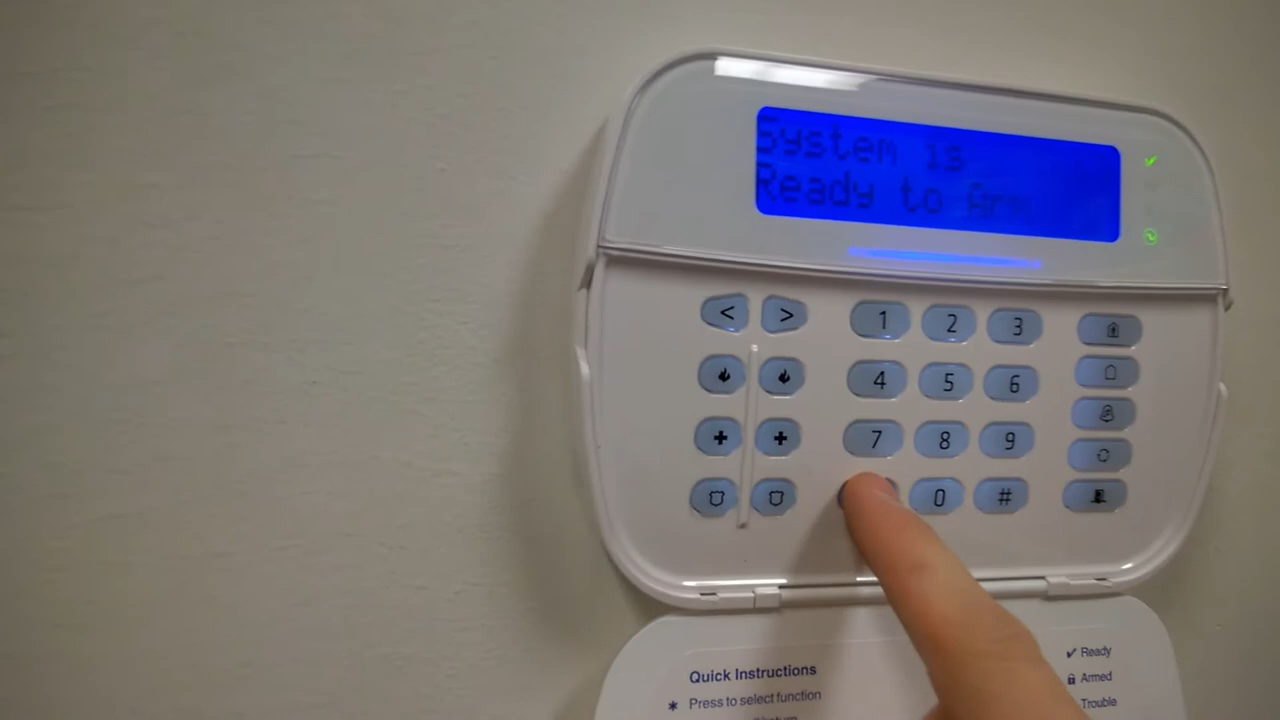 System is
Ready to Arm
< > 1 2 3
4 5 6
7 8 9
0 #
Quick Instructions
* Press to select function
✔ Ready
Armed
Trouble